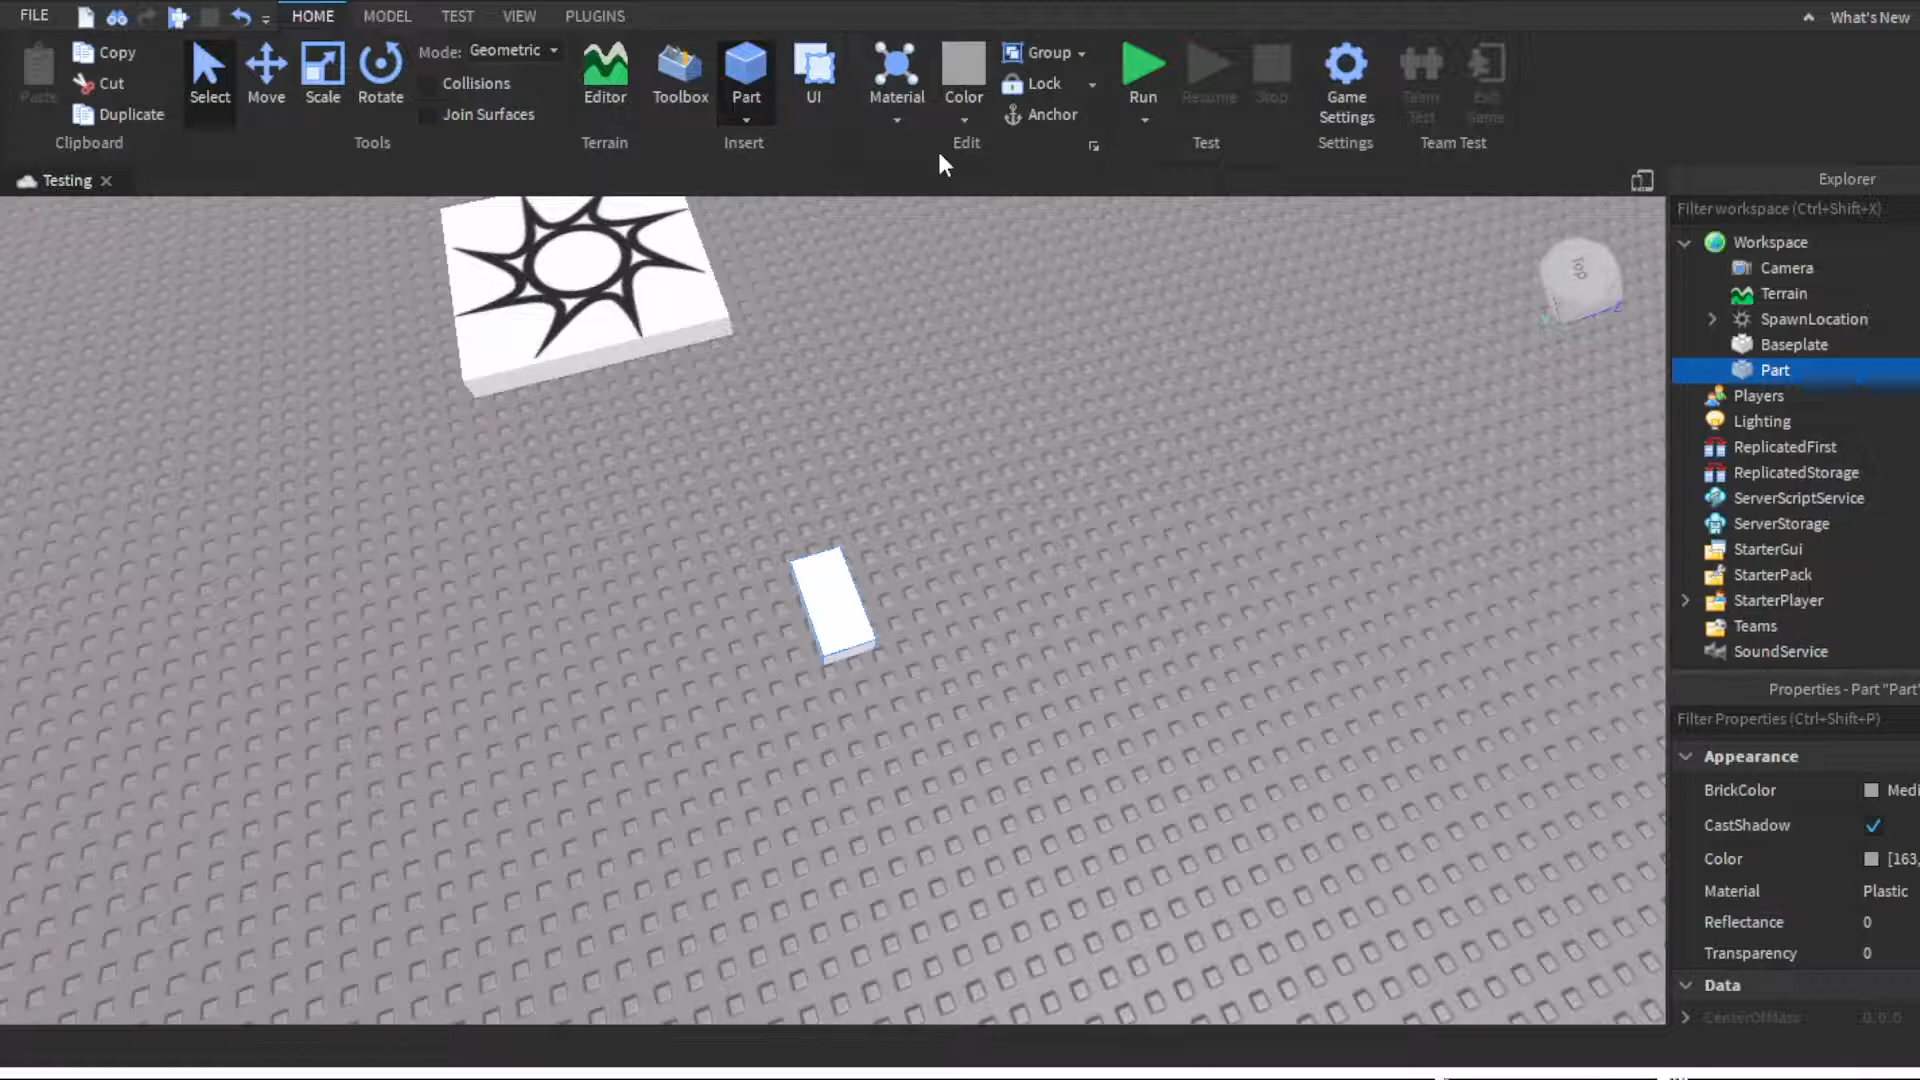 FILE HOME MODEL TEST VIEW PLUGINS What's New
Paste Copy Cut Duplicate
Clipboard
Select Move Scale Rotate
Mode: Geometric
Collisions
Join Surfaces
Tools
Editor
Terrain
Toolbox Part UI
Insert
Material Color
Group
Lock
Anchor
Edit
Run Resume Stop
Test
Game Settings
Settings
Team Test Exit Game
Team Test
Testing
Top
Explorer
Filter workspace (Ctrl+Shift+X)
Workspace
Camera
Terrain
SpawnLocation
Baseplate
Part
Players
Lighting
ReplicatedFirst
ReplicatedStorage
ServerScriptService
ServerStorage
StarterGui
StarterPack
StarterPlayer
Teams
SoundService
Properties - Part "Part"
Filter Properties (Ctrl+Shift+P)
Appearance
BrickColor Medi
CastShadow
Color [163,
Material Plastic
Reflectance 0
Transparency 0
Data
CenterOfMass 0,0,0